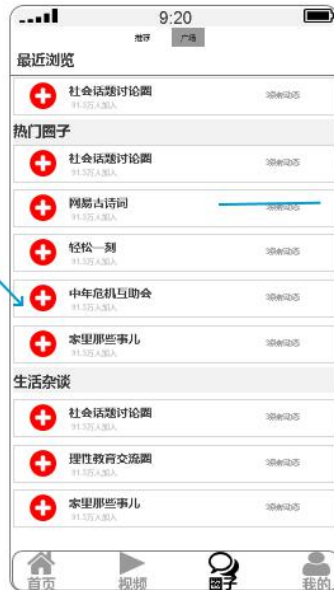 9:20
推荐 广场
最近浏览
社会话题讨论圈
91.5万人加入
热门圈子
社会话题讨论圈
91.5万人加入
网易古诗词
91.5万人加入
轻松一刻
91.5万人加入
中年危机互助会
91.5万人加入
家里那些事儿
91.5万人加入
生活杂谈
社会话题讨论圈
91.5万人加入
理性教育交流圈
91.5万人加入
家里那些事儿
91.5万人加入
首页 视频 圈子 我的